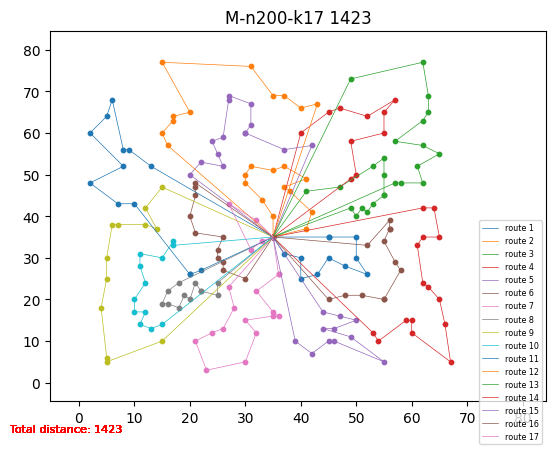 M-n200-k17 1423
80
70
60
50
40
30
20
10
0
0 10 20 30 40 50 60 70 80
route 1
route 2
route 3
route 4
route 5
route 6
route 7
route 8
route 9
route 10
route 11
route 12
route 13
route 14
route 15
route 16
route 17
Total distance: 1423